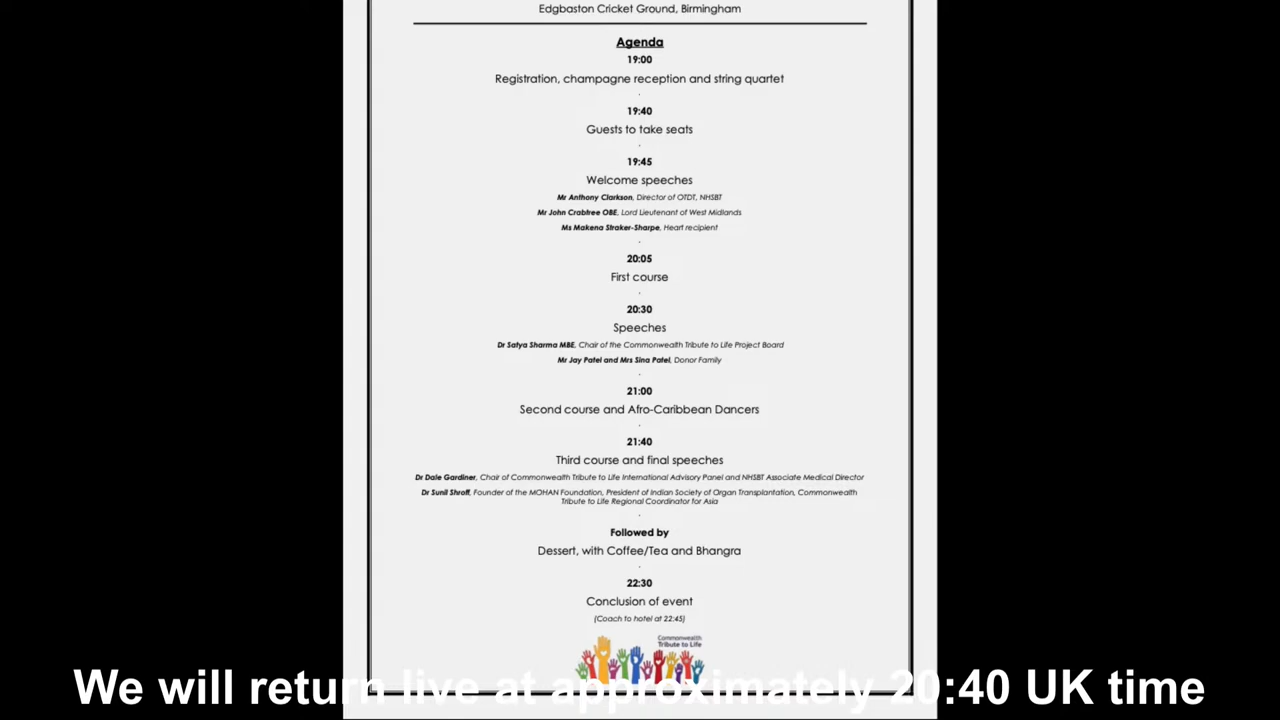 Edgbaston Cricket Ground, Birmingham
Agenda
19:00
Registration, champagne reception and string quartet
19:40
Guests to take seats
19:45
Welcome speeches
Mr Anthony Clarkson, Director of OTDT, NHSBT
Mr John Crabtree OBE, Lord Lieutenant of West Midlands
Ms Makena Straker-Sharpe, Heart recipient
20:05
First course
20:30
Speeches
Dr Satya Sharma MBE, Chair of the Commonwealth Tribute to Life Project Board
Mr Jay Patel and Mrs Sina Patel, Donor Family
21:00
Second course and Afro-Caribbean Dancers
21:40
Third course and final speeches
Dr Dale Gardiner, Chair of Commonwealth Tribute to Life International Advisory Panel and NHSBT Associate Medical Director
Dr Sunil Shroff, Founder of the MOHAN Foundation, President of Indian Society of Organ Transplantation, Commonwealth
Tribute to Life Regional Coordinator for Asia
Followed by
Dessert, with Coffee/Tea and Bhangra
22:30
Conclusion of event
(Coach to hotel at 22:45)
Commonwealth
Tribute to Life
We will return live at approximately 20:40 UK time